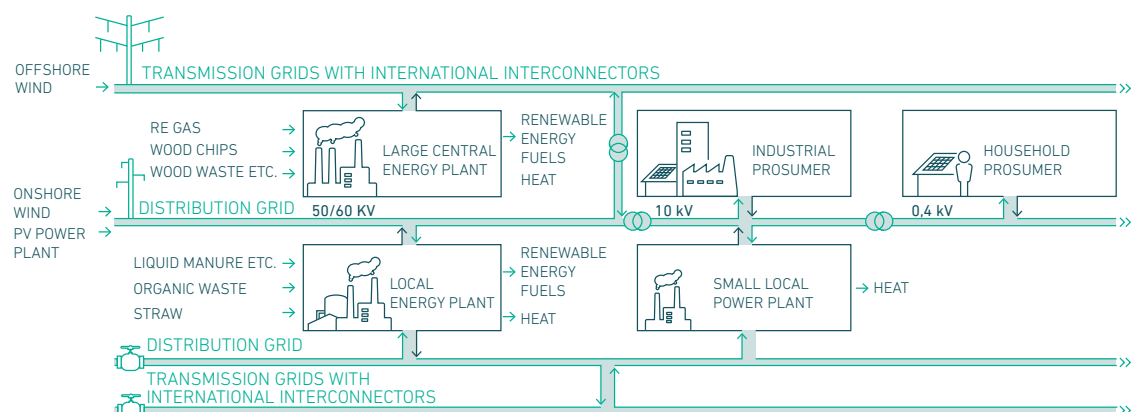 TRANSMISSION GRIDS WITH INTERNATIONAL INTERCONNECTORS
OFFSHORE
WIND
RE GAS
WOOD CHIPS
WOOD WASTE ETC.
LARGE CENTRAL
ENERGY PLANT
RENEWABLE
ENERGY
FUELS
HEAT
INDUSTRIAL
PROSUMER
HOUSEHOLD
PROSUMER
ONSHORE
WIND
PV POWER
PLANT
DISTRIBUTION GRID
50/60 KV
10 kV
0,4 kV
LIQUID MANURE ETC.
ORGANIC WASTE
STRAW
LOCAL
ENERGY PLANT
RENEWABLE
ENERGY
FUELS
HEAT
SMALL LOCAL
POWER PLANT
HEAT
DISTRIBUTION GRID
TRANSMISSION GRIDS WITH
INTERNATIONAL INTERCONNECTORS